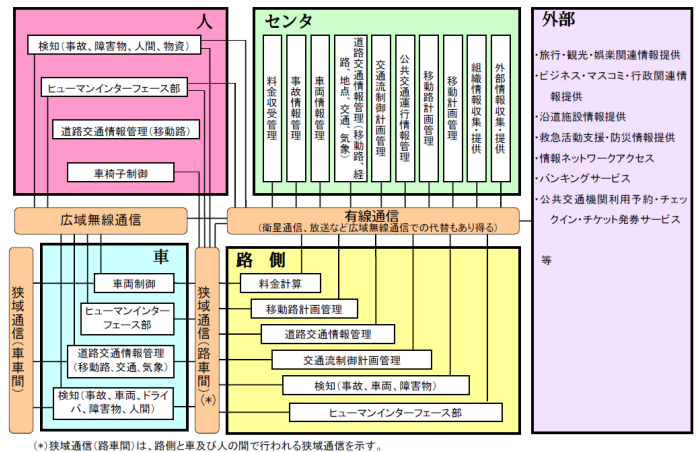 人
検知(事故、障害物、人間、物資)
ヒューマンインターフェース部
道路交通情報管理(移動路)
車椅子制御
センタ
料金収受管理
事故情報管理
車両情報管理
道路交通情報管理(移動路、経
路、地点、交通、気象)
交通流制御計画管理
公共交通運行情報管理
移動路計画管理
移動計画管理
組織情報収集・提供
外部情報収集・提供
外部
・旅行・観光・娯楽関連情報提供
・ビジネス・マスコミ・行政関連情
報提供
・沿道施設情報提供
・救急活動支援・防災情報提供
・情報ネットワークアクセス
・バンキングサービス
・公共交通機関利用予約・チェッ
クイン・チケット発券サービス
等
広域無線通信
有線通信
(衛星通信、放送など広域無線通信での代替もあり得る)
狭域通信(車車間)
車
車両制御
ヒューマンインター
フェース部
道路交通情報管理
(移動路、交通、気象)
検知(事故、車両、ドライ
バ、障害物、人間)
狭域通信(路車間)(*)
路 側
料金計算
移動路計画管理
道路交通情報管理
交通流制御計画管理
検知(事故、車両、障害物)
ヒューマンインターフェース部
(*)狭域通信(路車間)は、路側と車及び人の間で行われる狭域通信を示す。